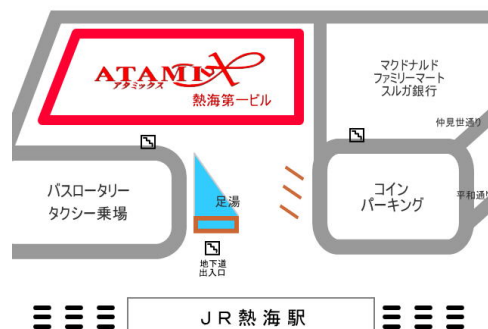 ATAMIX
アタミックス
熱海第一ビル
マクドナルド
ファミリーマート
スルガ銀行
仲見世通り
バスロータリー
タクシー乗場
足湯
コイン
パーキング
平和通り
地下道
出入口
JR熱海駅